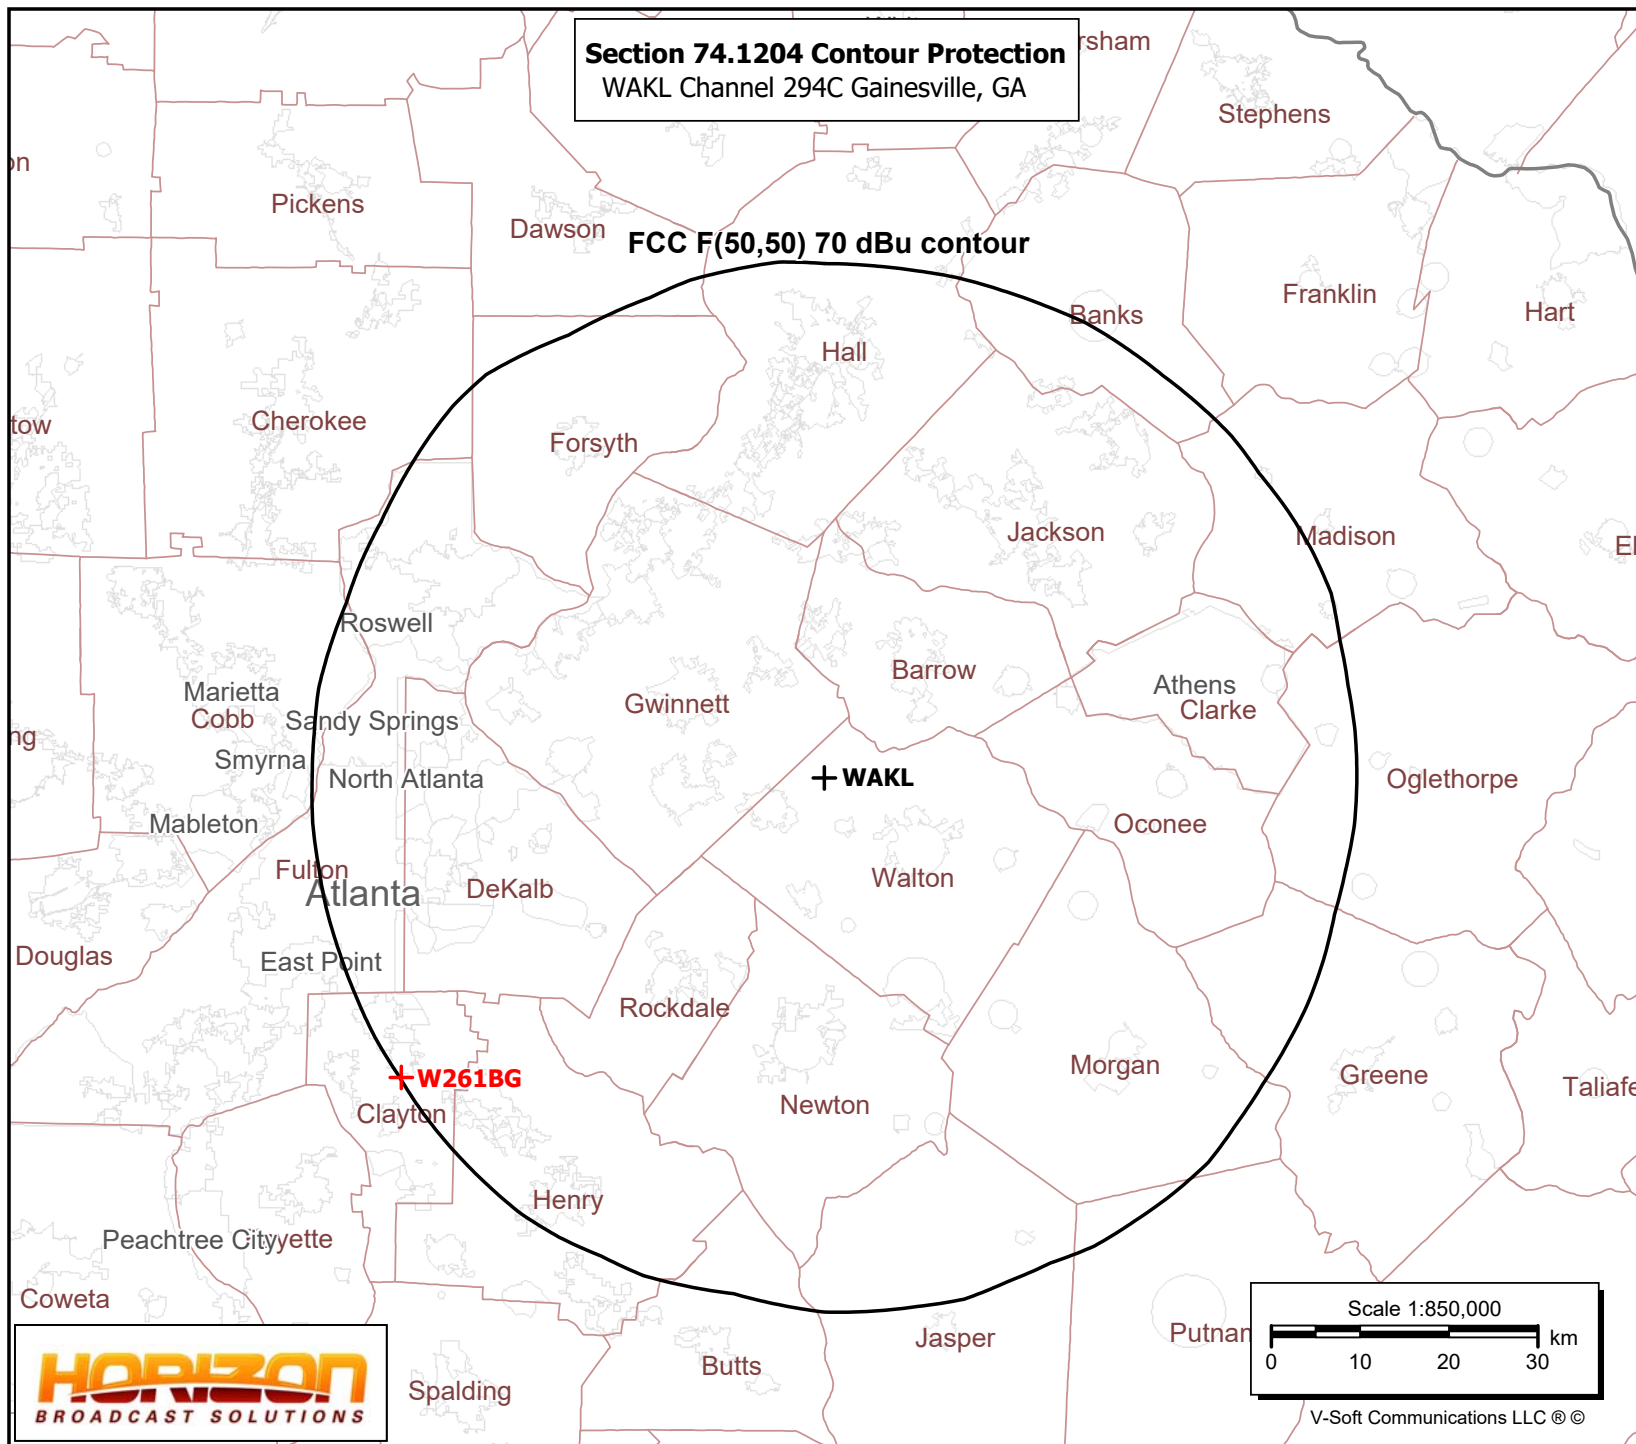 Section 74.1204 Contour Protection
WAKL Channel 294C Gainesville, GA
rsham
Stephens
on
Pickens
Dawson
FCC F(50,50) 70 dBu contour
Franklin
Hart
Banks
Hall
tow
Cherokee
Forsyth
Jackson
Madison
El
Roswell
Barrow
Athens
Clarke
Marietta
Cobb
Sandy Springs
Gwinnett
ng
Smyrna
North Atlanta
WAKL
Oglethorpe
Mableton
Oconee
Fulton
Atlanta
DeKalb
Walton
Douglas
East Point
Rockdale
Morgan
Greene
Taliafe
W261BG
Clayton
Newton
Henry
Peachtree City
yette
Coweta
Jasper
Putnan
Butts
Spalding
Scale 1:850,000
km
0 10 20 30
V-Soft Communications LLC ® ©
HORIZON
BROADCAST SOLUTIONS